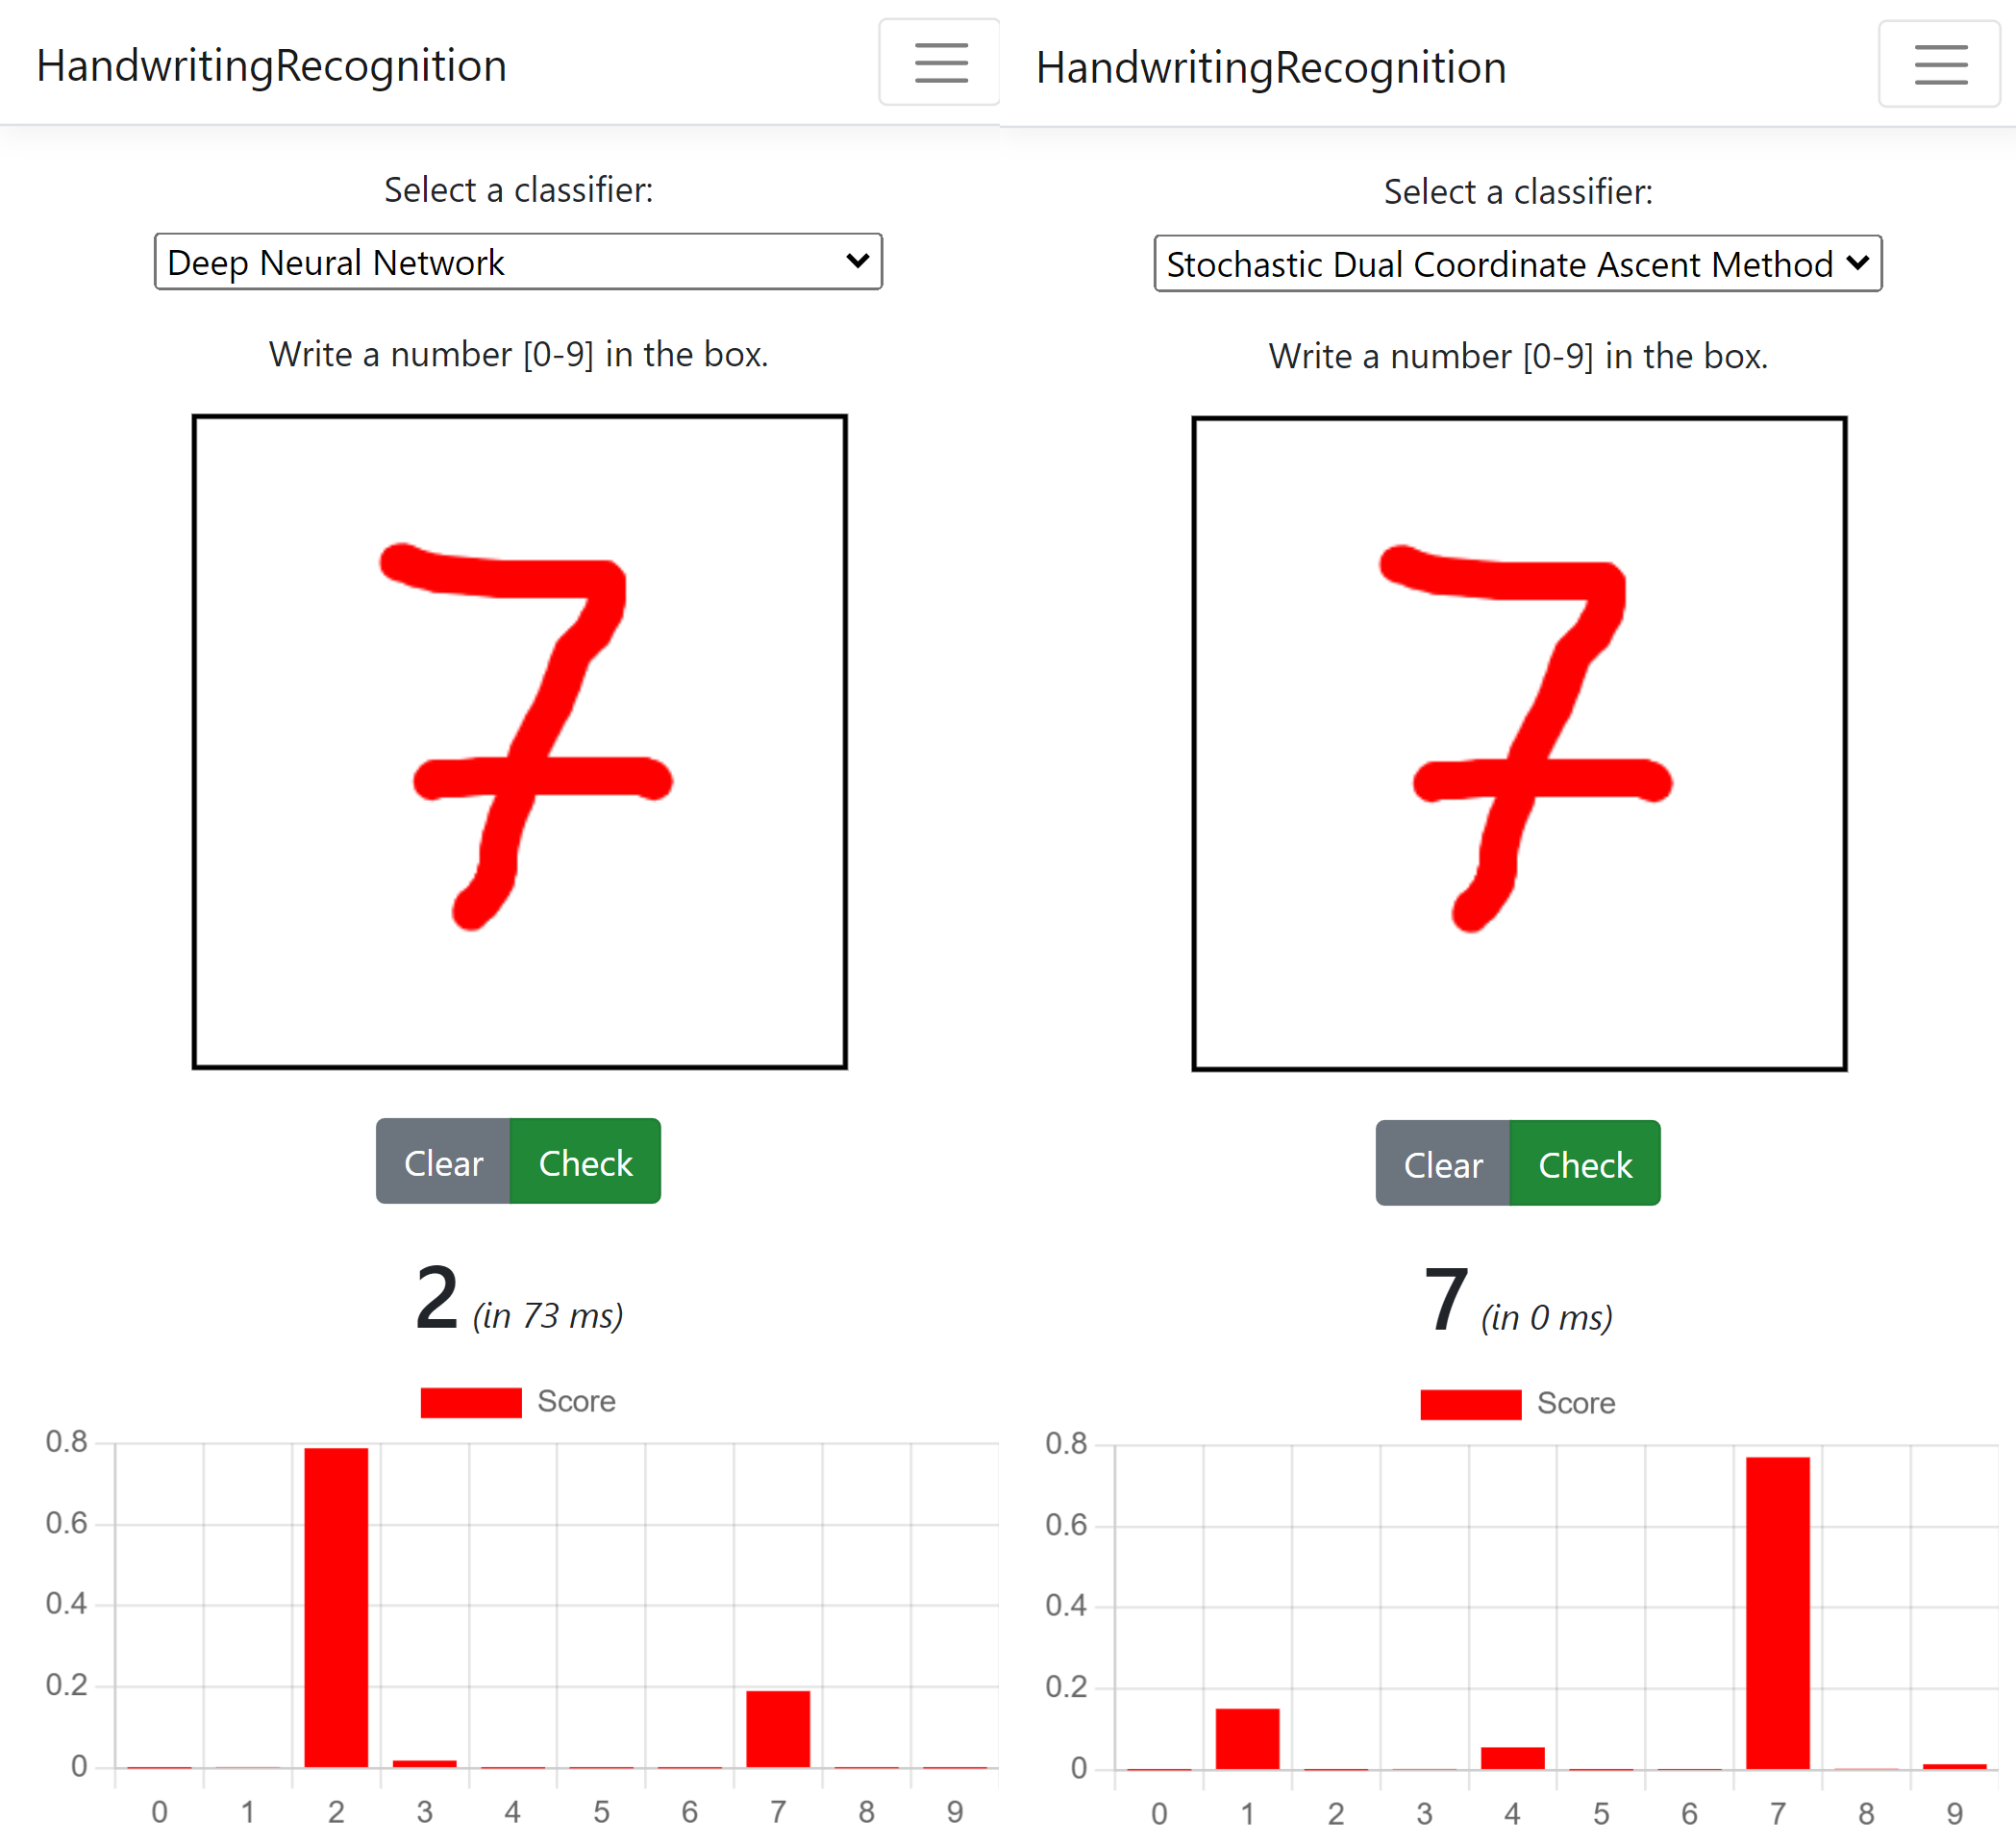 HandwritingRecognition
Select a classifier:
Deep Neural Network
Write a number [0-9] in the box.
7
Clear Check
2 (in 73 ms)
Score
0.8
0.6
0.4
0.2
0
0 1 2 3 4 5 6 7 8 9
HandwritingRecognition
Select a classifier:
Stochastic Dual Coordinate Ascent Method
Write a number [0-9] in the box.
7
Clear Check
7 (in 0 ms)
Score
0.8
0.6
0.4
0.2
0
0 1 2 3 4 5 6 7 8 9